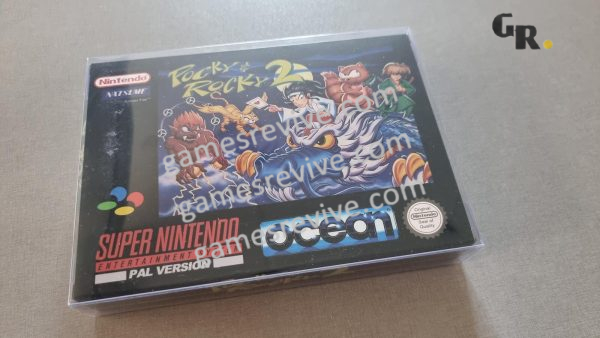 GR.
Nintendo
NATSUME
POCKY &
ROCKY 2
gamesrevive.com
gamesrevive.com
gamesrevive.com
gamesrevive.com
ocean
Original
Nintendo
Seal of
Quality
SUPER NINTENDO
ENTERTAINMENT
PAL VERSION